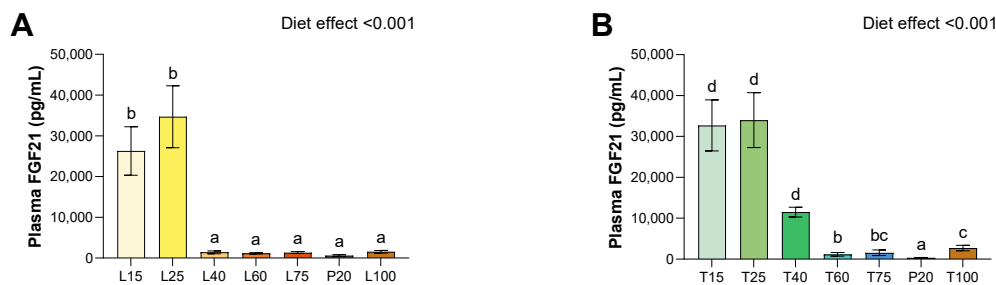 A
Diet effect <0.001
Plasma FGF21 (pg/mL)
50,000
40,000
30,000
20,000
10,000
0
b
b
a
a
a
a
a
L15 L25 L40 L60 L75 P20 L100
B
Diet effect <0.001
Plasma FGF21 (pg/mL)
50,000
40,000
30,000
20,000
10,000
0
d
d
d
b
bc
a
c
T15 T25 T40 T60 T75 P20 T100